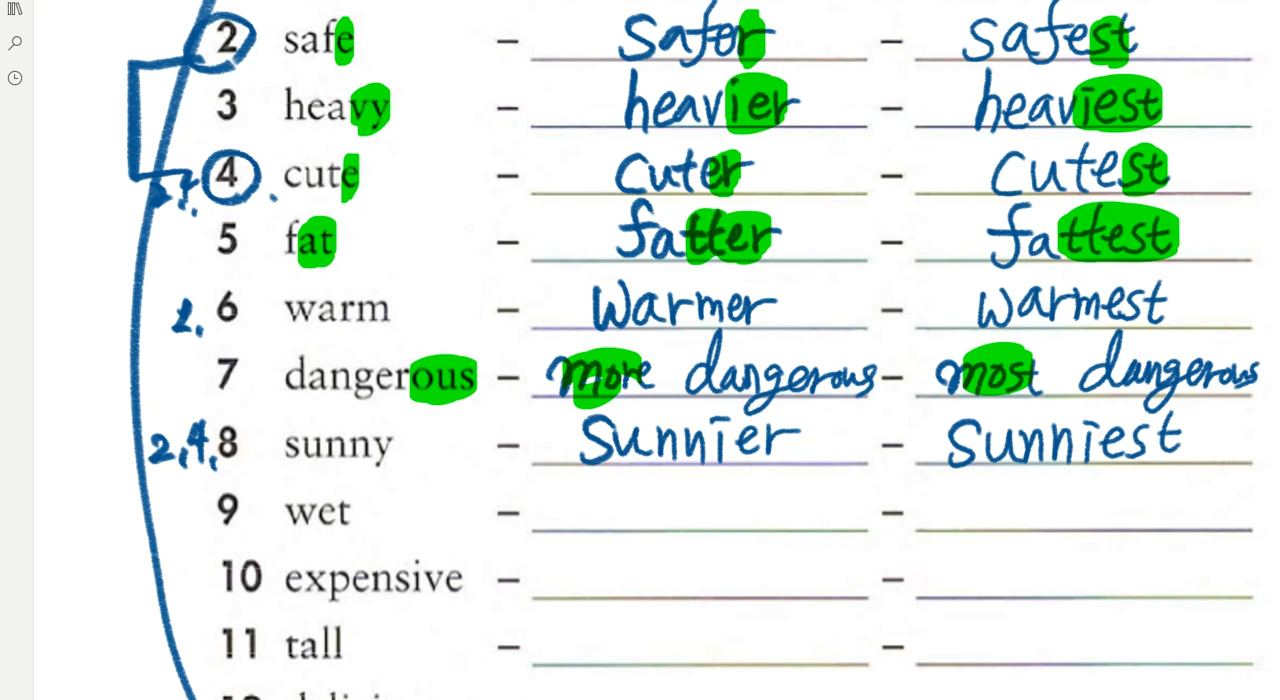 2 safe – safer – safest
3 heavy – heavier – heaviest
4 cute – cuter – cutest
5 fat – fatter – fattest
1. 6 warm – warmer – warmest
7 dangerous – more dangerous – most dangerous
2,4, 8 sunny – sunnier – sunniest
9 wet – –
10 expensive – –
11 tall – –